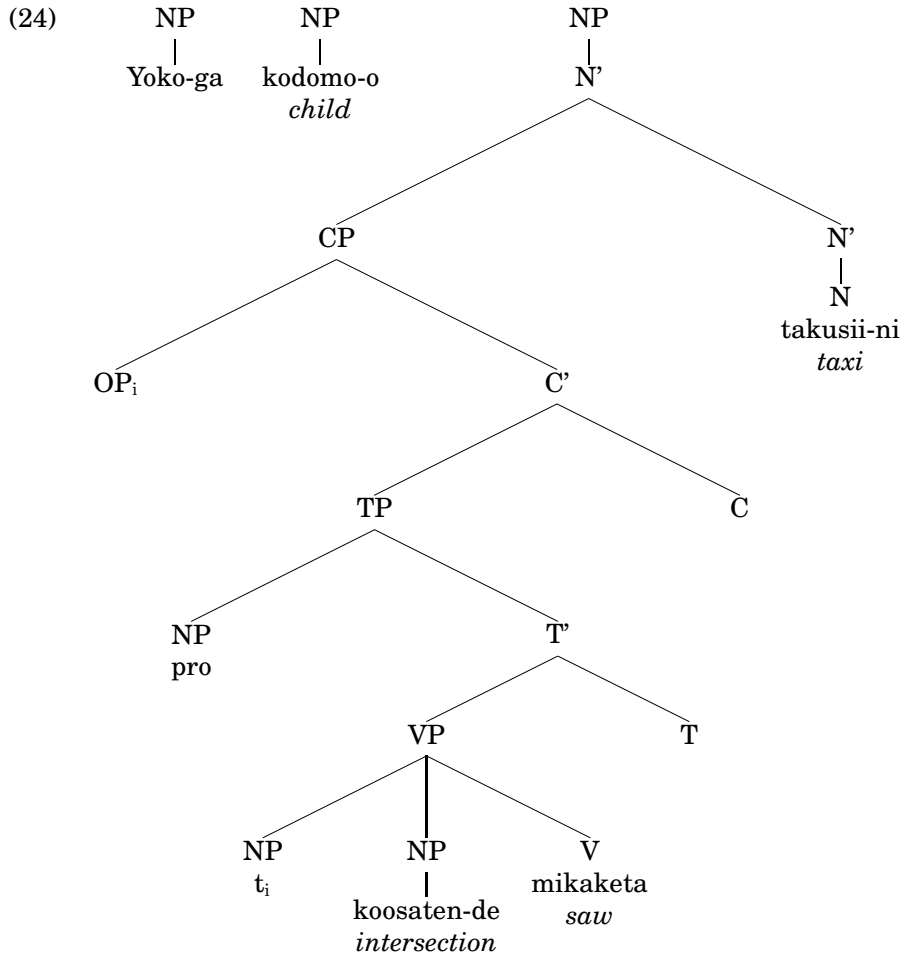 (24) NP NP NP
Yoko-ga kodomo-o N’
child
CP N’
N
takusii-ni
taxi
OPi C’
TP C
NP T’
pro
VP T
NP NP V
ti mikaketa
koosaten-de saw
intersection